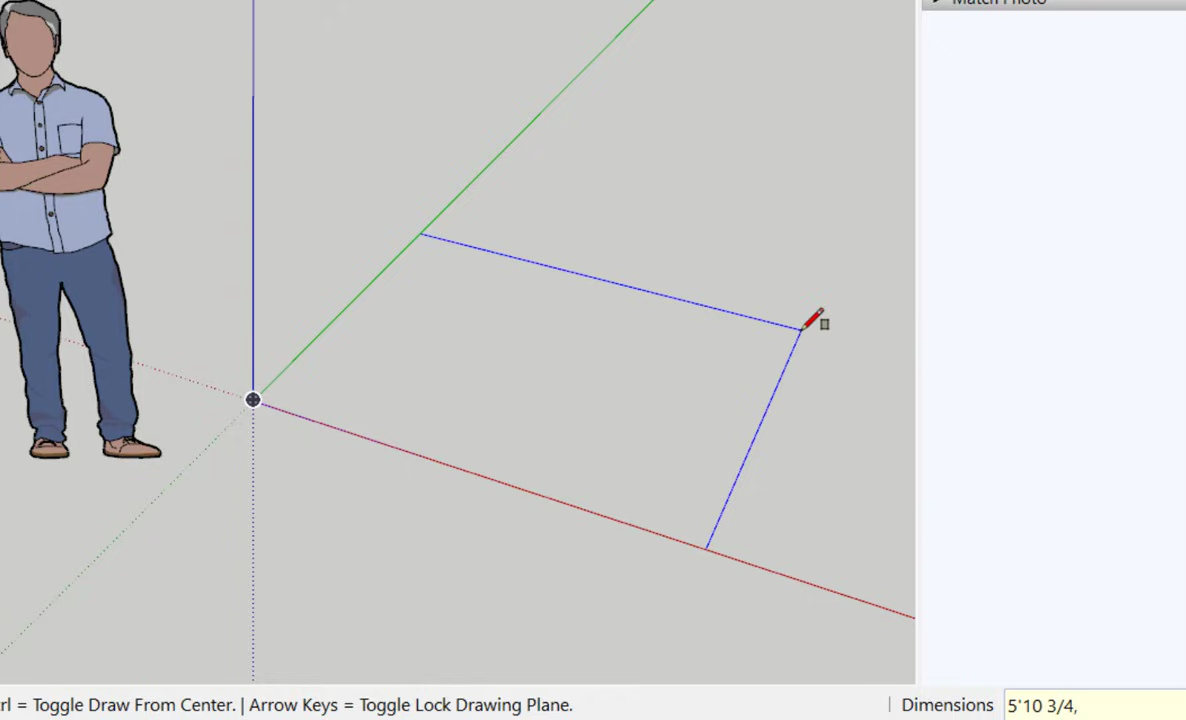 Match Photo
rl = Toggle Draw From Center. | Arrow Keys = Toggle Lock Drawing Plane.
Dimensions
5'10 3/4,